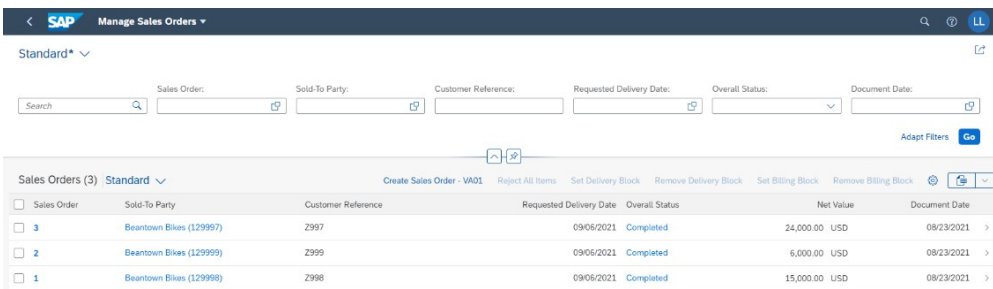 SAP Manage Sales Orders LL
Standard*
Sales Order: Sold-To Party: Customer Reference: Requested Delivery Date: Overall Status: Document Date:
Search
Adapt Filters Go
Sales Orders (3) Standard Create Sales Order - VA01 Reject All Items Set Delivery Block Remove Delivery Block Set Billing Block Remove Billing Block
Sales Order Sold-To Party Customer Reference Requested Delivery Date Overall Status Net Value Document Date
3 Beantown Bikes (129997) Z997 09/06/2021 Completed 24,000.00 USD 08/23/2021
2 Beantown Bikes (129999) Z999 09/06/2021 Completed 6,000.00 USD 08/23/2021
1 Beantown Bikes (129998) Z998 09/06/2021 Completed 15,000.00 USD 08/23/2021